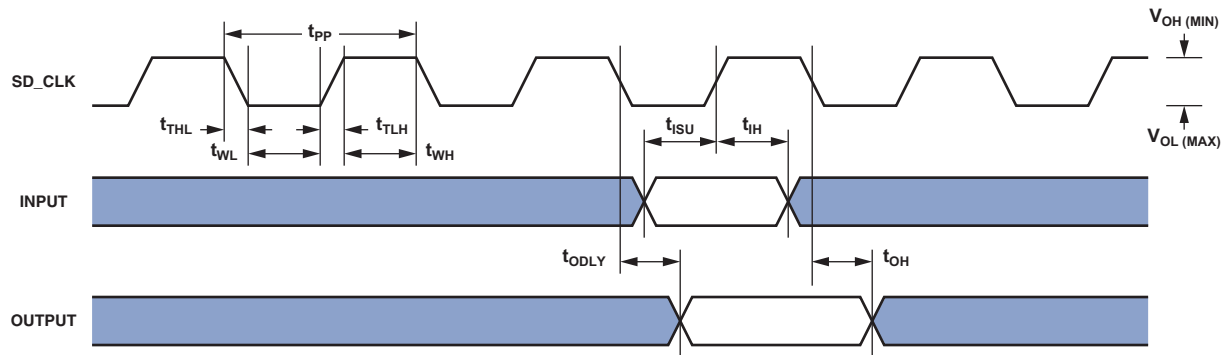 tPP
VOH (MIN)
SD_CLK
tTHL
tTLH
tISU
tIH
VOL (MAX)
tWL
tWH
INPUT
tODLY
tOH
OUTPUT